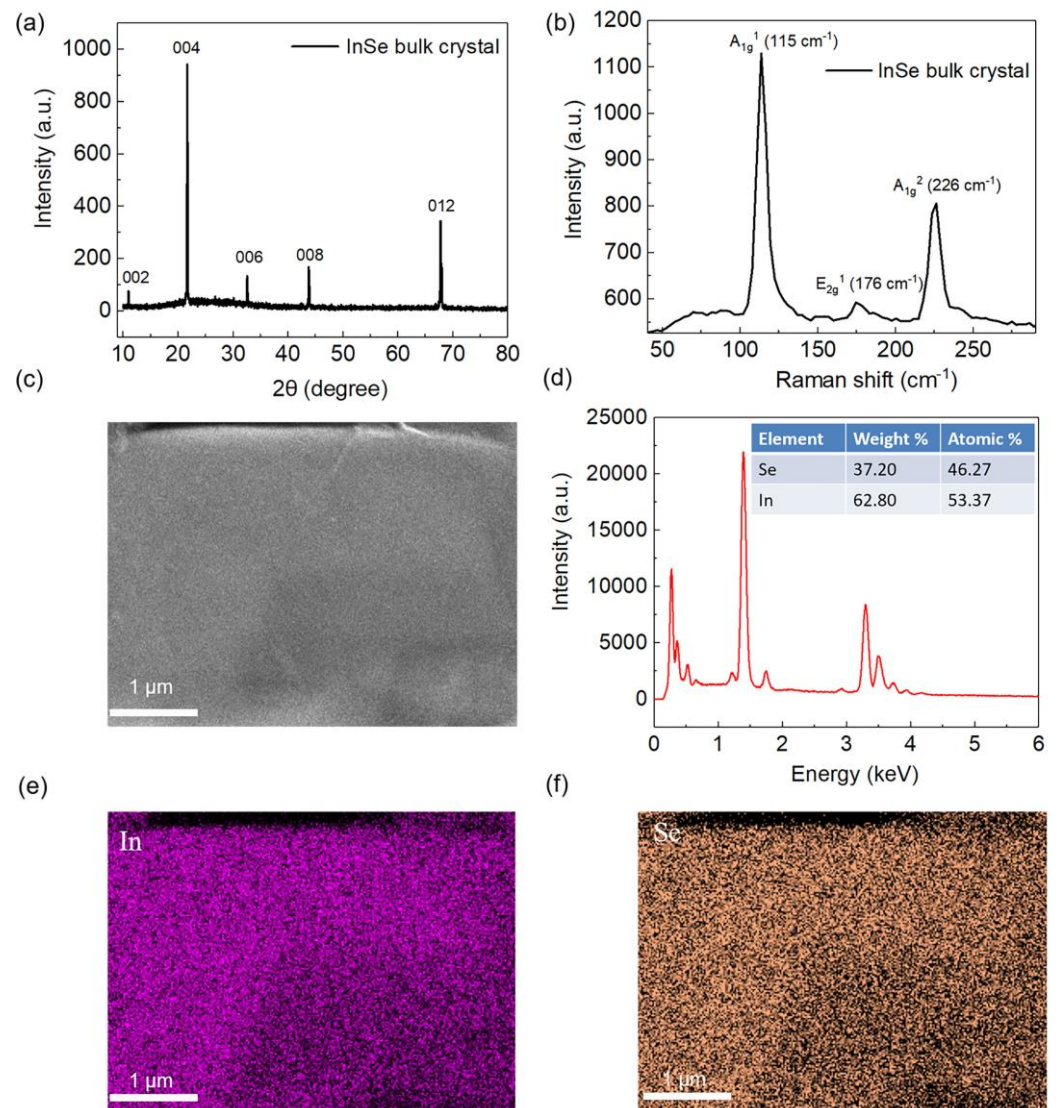 (a)
InSe bulk crystal
1000
800
600
400
200
0
Intensity (a.u.)
002
004
006
008
012
10 20 30 40 50 60 70 80
2θ (degree)
(b)
A1g1 (115 cm-1)
InSe bulk crystal
A1g2 (226 cm-1)
E2g1 (176 cm-1)
1200
1100
1000
900
800
700
600
Intensity (a.u.)
50 100 150 200 250
Raman shift (cm-1)
(c)
1 µm
(d)
25000
20000
15000
10000
5000
0
Intensity (a.u.)
Element Weight % Atomic %
Se 37.20 46.27
In 62.80 53.37
0 1 2 3 4 5 6
Energy (keV)
(e)
In
1 µm
(f)
Se
1 µm